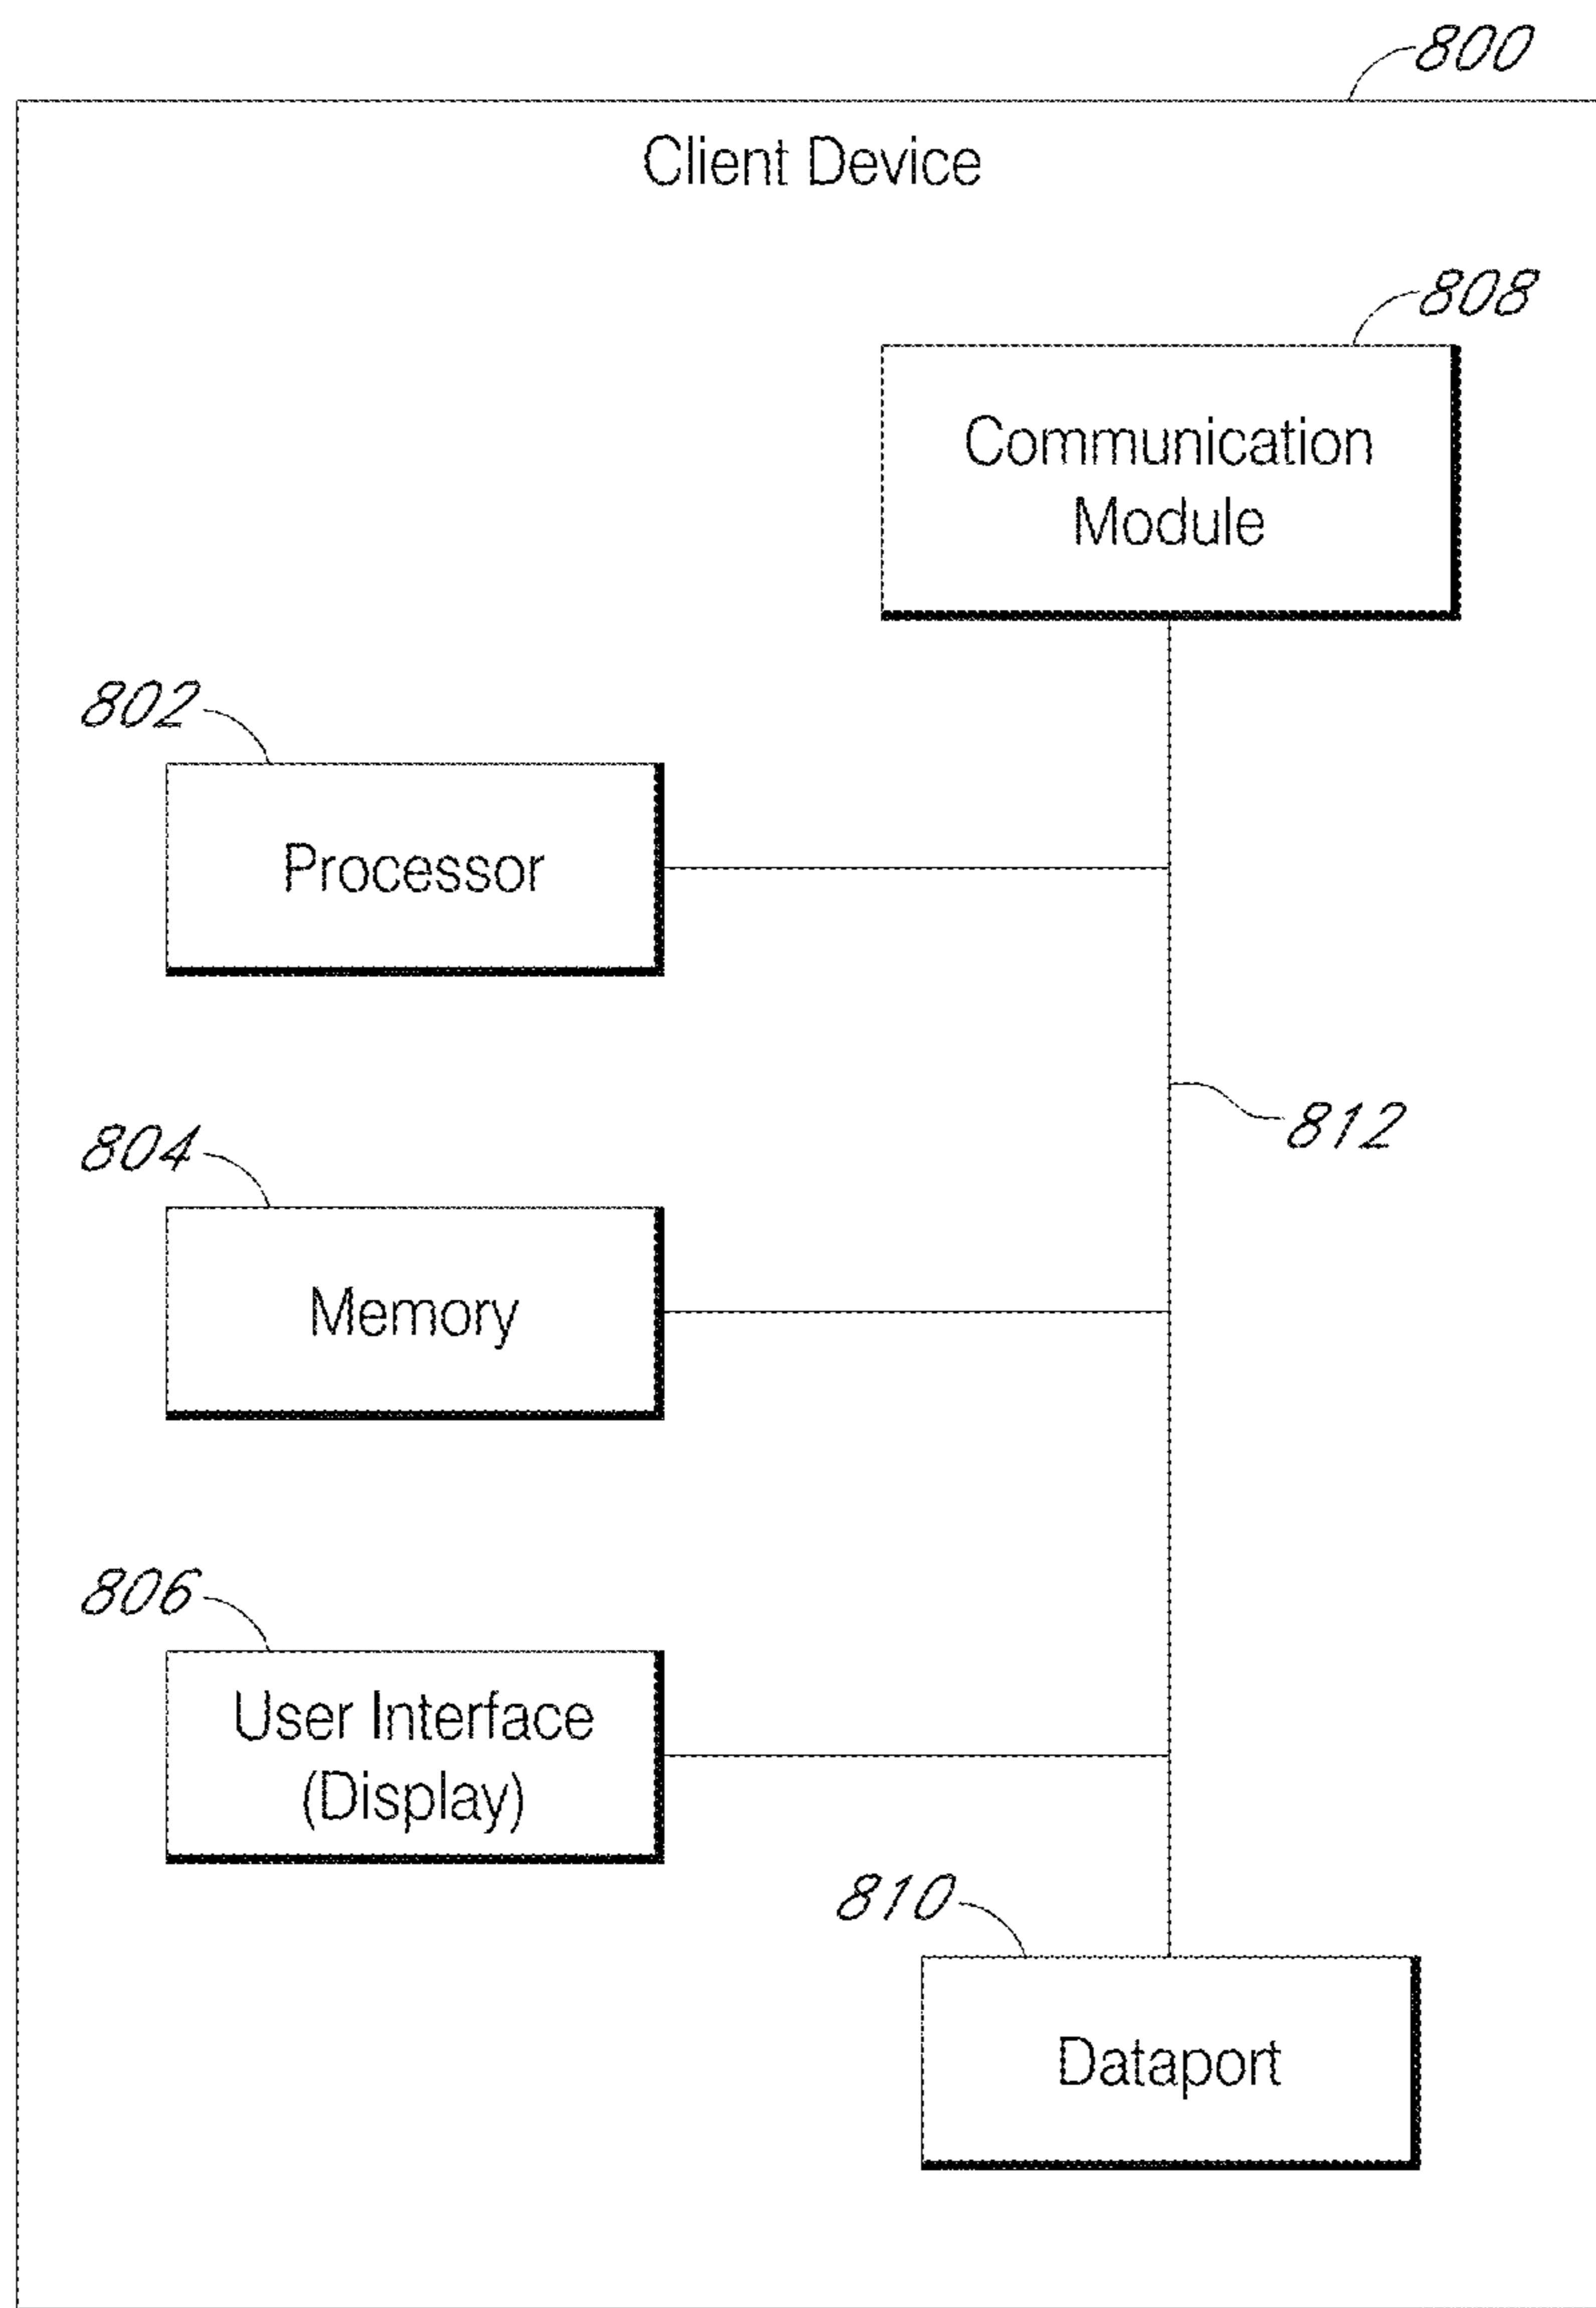 800
Client Device
808
Communication
Module
802
Processor
812
804
Memory
806
User Interface
(Display)
810
Dataport